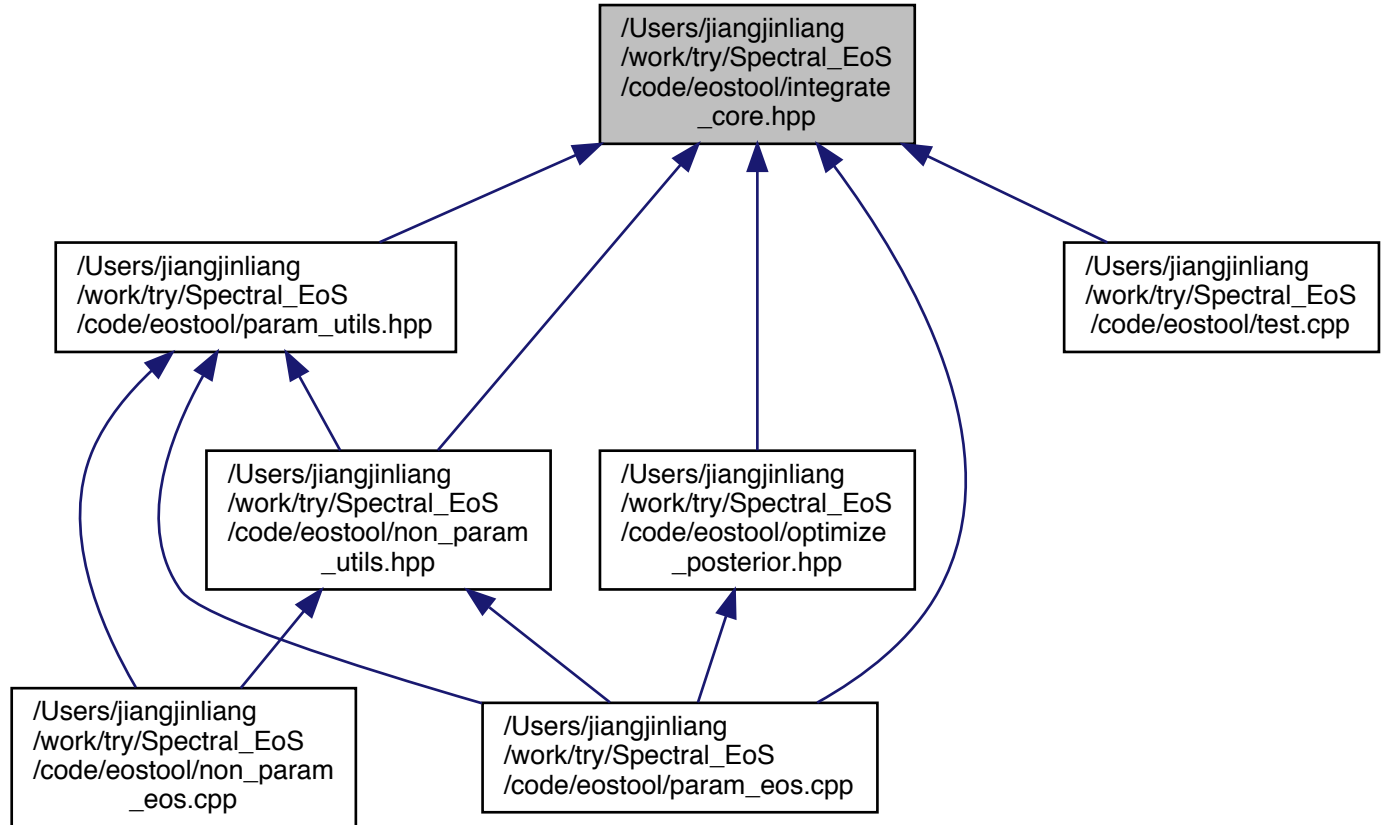 /Users/jiangjinliang
/work/try/Spectral_EoS
/code/eostool/integrate
_core.hpp
/Users/jiangjinliang
/work/try/Spectral_EoS
/code/eostool/param_utils.hpp
/Users/jiangjinliang
/work/try/Spectral_EoS
/code/eostool/test.cpp
/Users/jiangjinliang
/work/try/Spectral_EoS
/code/eostool/non_param
_utils.hpp
/Users/jiangjinliang
/work/try/Spectral_EoS
/code/eostool/optimize
_posterior.hpp
/Users/jiangjinliang
/work/try/Spectral_EoS
/code/eostool/non_param
_eos.cpp
/Users/jiangjinliang
/work/try/Spectral_EoS
/code/eostool/param_eos.cpp